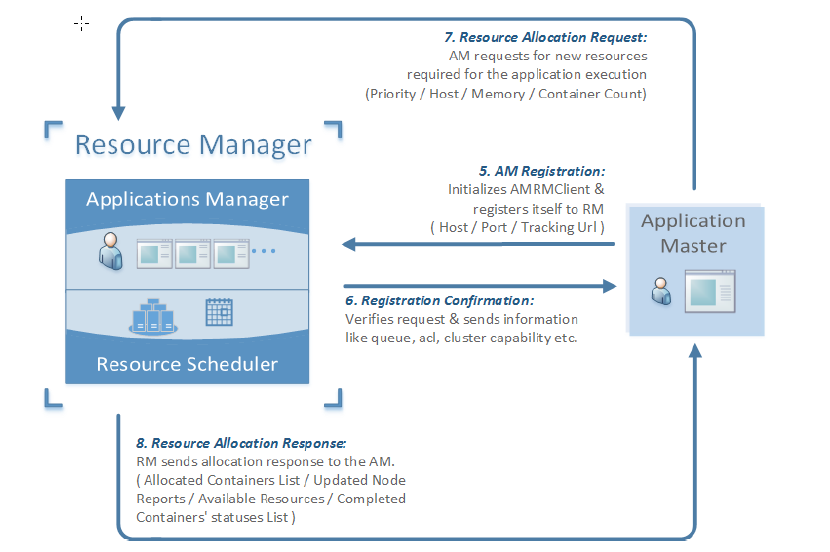 7. Resource Allocation Request:
AM requests for new resources
required for the application execution
(Priority / Host / Memory / Container Count)
Resource Manager
Applications Manager
Resource Scheduler
5. AM Registration:
Initializes AMRMClient &
registers itself to RM
( Host / Port / Tracking Url )
Application
Master
6. Registration Confirmation:
Verifies request & sends information
like queue, acl, cluster capability etc.
8. Resource Allocation Response:
RM sends allocation response to the AM.
( Allocated Containers List / Updated Node
Reports / Available Resources / Completed
Containers' statuses List )